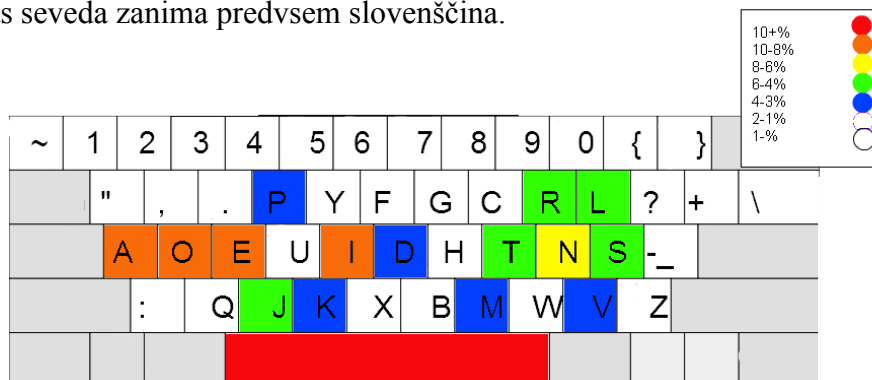 s seveda zanima predvsem slovenščina.
10+%
10-8%
8-6%
6-4%
4-3%
2-1%
1-%
~ 1 2 3 4 5 6 7 8 9 0 { }
" , . P Y F G C R L ? + \
A O E U I D H T N S -_
: Q J K X B M W V Z